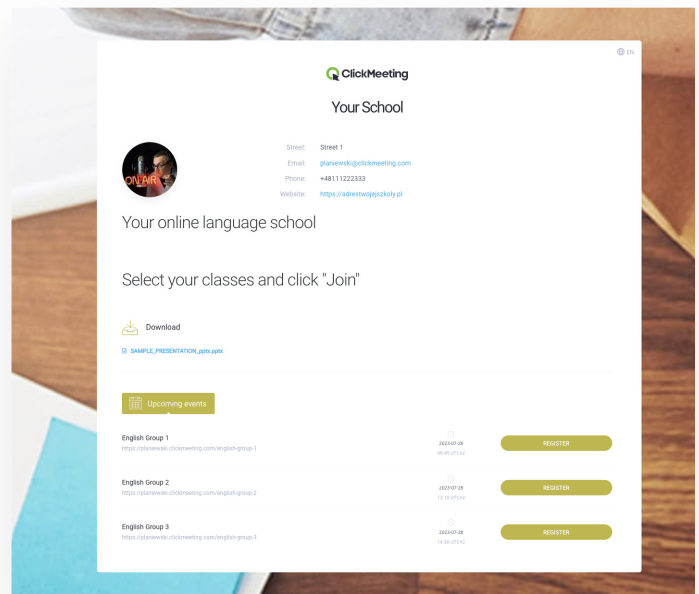 EN
ClickMeeting
Your School
Street: Street 1
Email: planiewski@clickmeeting.com
Phone: +48111222333
Website: https://adrestwojejszkoly.pl
ON AIR
Your online language school
Select your classes and click "Join"
Download
SAMPLE_PRESENTATION_pptx.pptx
Upcoming events
English Group 1
https://planiewski.clickmeeting.com/english-group-1
2023-07-28
REGISTER
English Group 2
https://planiewski.clickmeeting.com/english-group-2
2023-07-28
REGISTER
English Group 3
https://planiewski.clickmeeting.com/english-group-3
2023-07-28
REGISTER